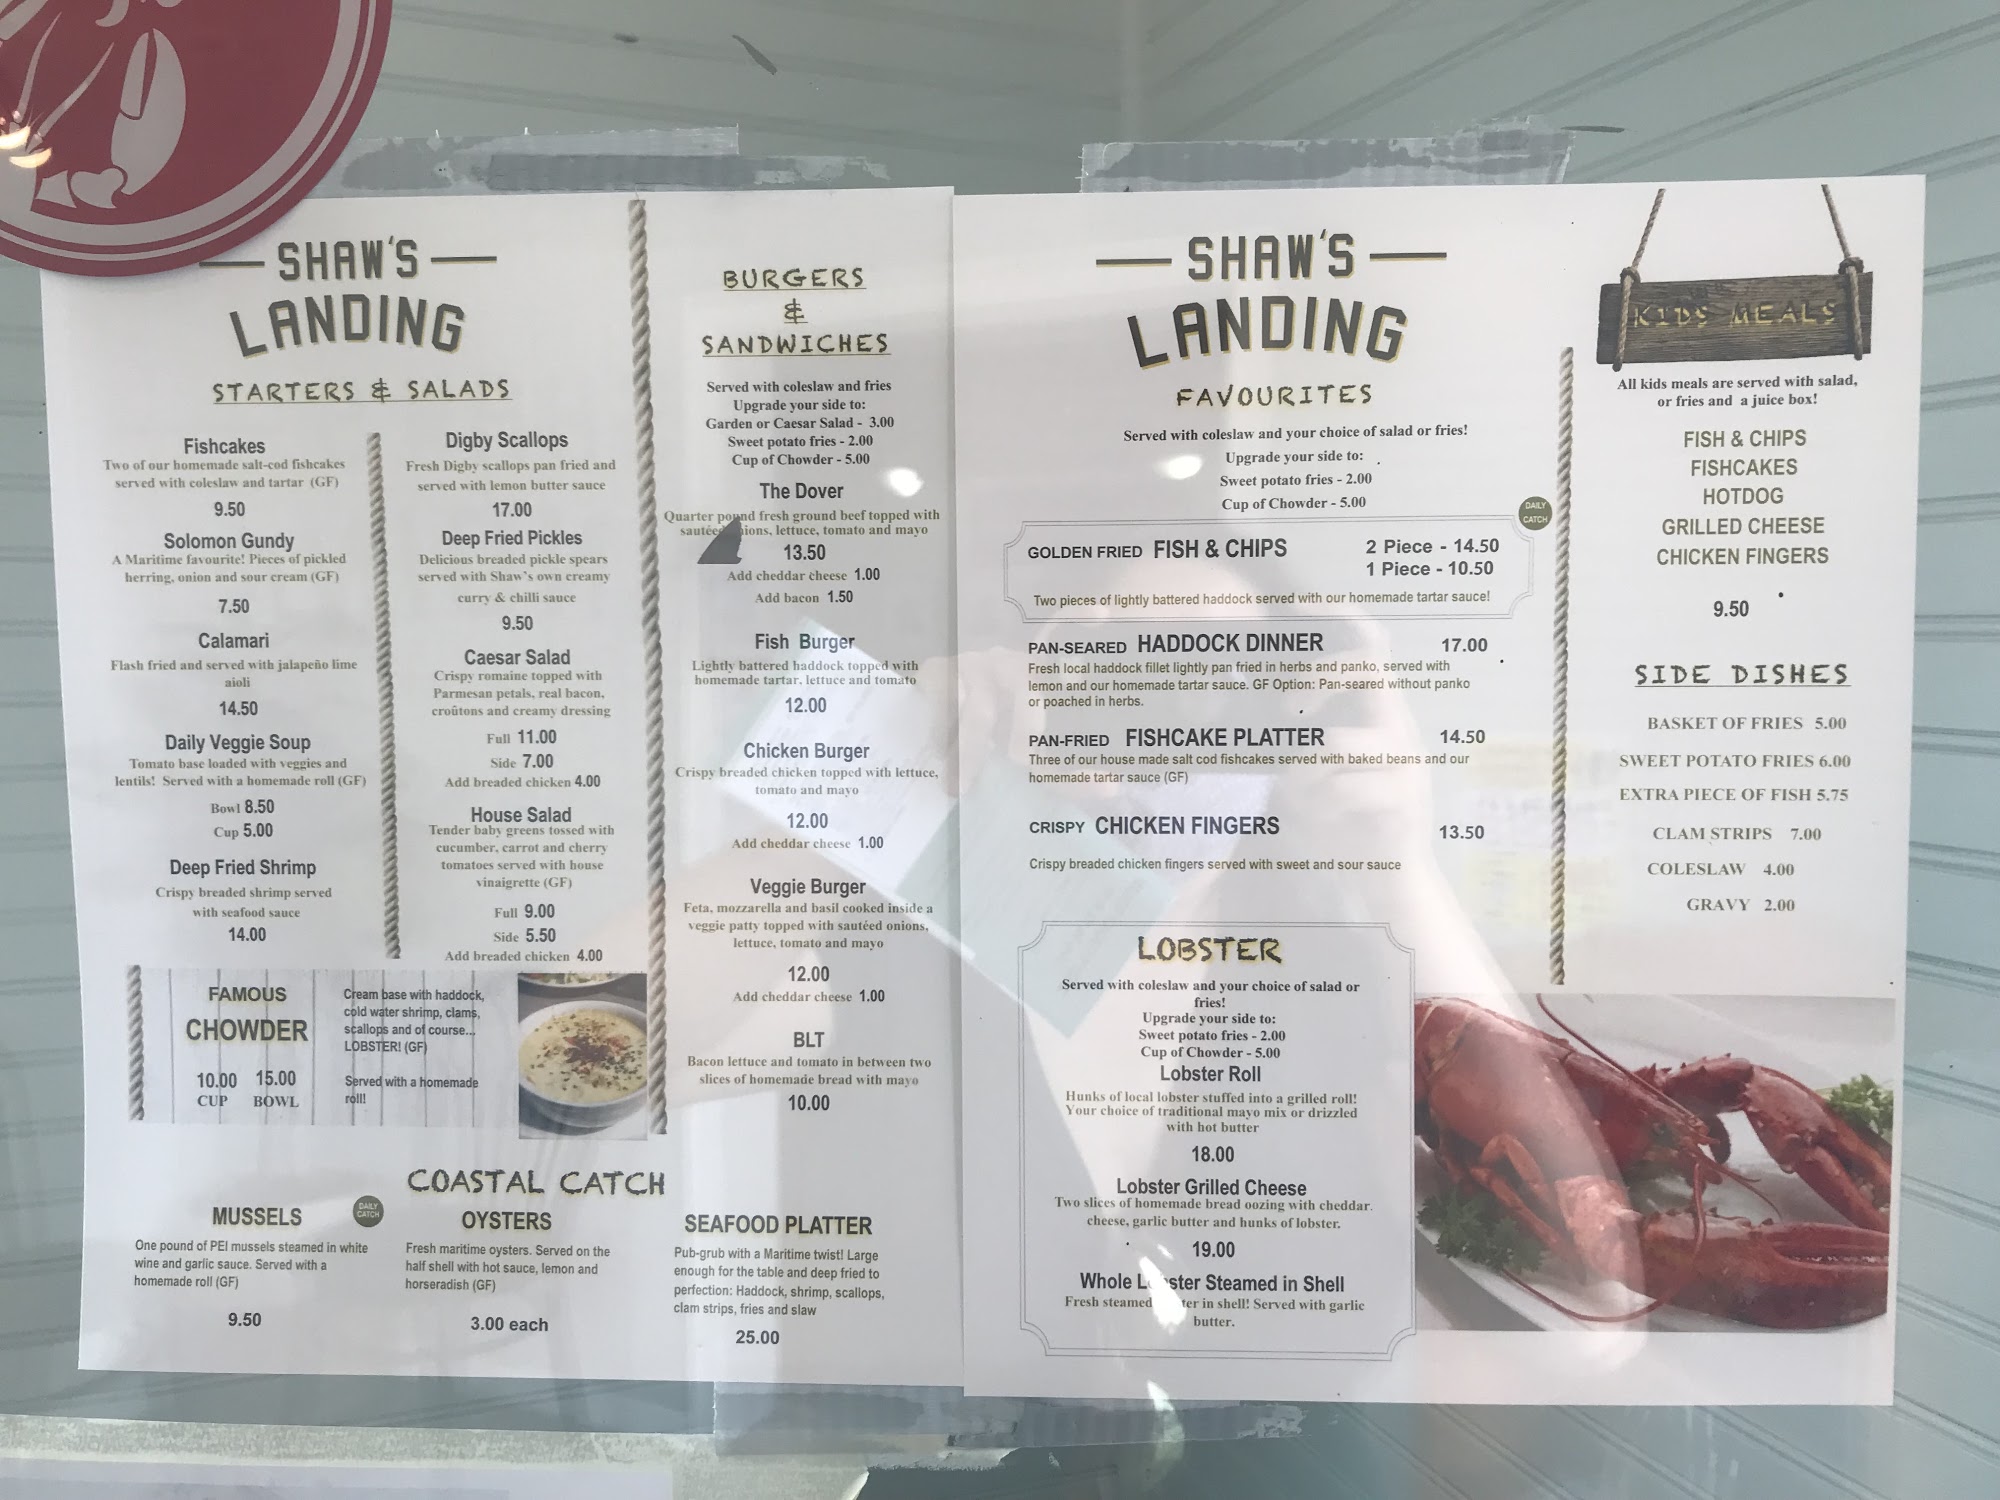 SHAW'S
LANDING
STARTERS & SALADS
Fishcakes
Two of our homemade salt-cod fishcakes
served with coleslaw and tartar (GF)
9.50
Solomon Gundy
A Maritime favourite! Pieces of pickled
herring, onion and sour cream (GF)
7.50
Calamari
Flash fried and served with jalapeño lime
aioli
14.50
Daily Veggie Soup
Tomato base loaded with veggies and
lentils! Served with a homemade roll (GF)
Bowl 8.50
Cup 5.00
Deep Fried Shrimp
Crispy breaded shrimp served
with seafood sauce
14.00
Digby Scallops
Fresh Digby scallops pan fried and
served with lemon butter sauce
17.00
Deep Fried Pickles
Delicious breaded pickle spears
served with Shaw's own creamy
curry & chilli sauce
9.50
Caesar Salad
Crispy romaine topped with
Parmesan petals, real bacon,
croûtons and creamy dressing
Full 11.00
Side 7.00
Add breaded chicken 4.00
House Salad
Tender baby greens tossed with
cucumber, carrot and cherry
tomatoes served with house
vinaigrette (GF)
Full 9.00
Side 5.50
Add breaded chicken 4.00
FAMOUS
CHOWDER
10.00 15.00
CUP BOWL
Cream base with haddock,
cold water shrimp, clams,
scallops and of course...
LOBSTER! (GF)
Served with a homemade
roll!
BURGERS
&
SANDWICHES
Served with coleslaw and fries
Upgrade your side to:
Garden or Caesar Salad - 3.00
Sweet potato fries - 2.00
Cup of Chowder - 5.00
The Dover
Quarter pound fresh ground beef topped with
sautéed ions, lettuce, tomato and mayo
13.50
Add cheddar cheese 1.00
Add bacon 1.50
Fish Burger
Lightly battered haddock topped with
homemade tartar, lettuce and tomato
12.00
Chicken Burger
Crispy breaded chicken topped with lettuce,
tomato and mayo
12.00
Add cheddar cheese 1.00
Veggie Burger
Feta, mozzarella and basil cooked inside a
veggie patty topped with sautéed onions,
lettuce, tomato and mayo
12.00
Add cheddar cheese 1.00
BLT
Bacon lettuce and tomato in between two
slices of homemade bread with mayo
10.00
COASTAL CATCH
MUSSELS
DAILY
CATCH
One pound of PEI mussels steamed in white
wine and garlic sauce. Served with a
homemade roll (GF)
9.50
OYSTERS
Fresh maritime oysters. Served on the
half shell with hot sauce, lemon and
horseradish (GF)
3.00 each
SEAFOOD PLATTER
Pub-grub with a Maritime twist! Large
enough for the table and deep fried to
perfection: Haddock, shrimp, scallops,
clam strips, fries and slaw
25.00
SHAW'S
LANDING
FAVOURITES
Served with coleslaw and your choice of salad or fries!
Upgrade your side to:
Sweet potato fries - 2.00
Cup of Chowder - 5.00
DAILY
CATCH
GOLDEN FRIED FISH & CHIPS 2 Piece - 14.50
1 Piece - 10.50
Two pieces of lightly battered haddock served with our homemade tartar sauce!
PAN-SEARED HADDOCK DINNER 17.00
Fresh local haddock fillet lightly pan fried in herbs and panko, served with
lemon and our homemade tartar sauce. GF Option: Pan-seared without panko
or poached in herbs.
PAN-FRIED FISHCAKE PLATTER 14.50
Three of our house made salt cod fishcakes served with baked beans and our
homemade tartar sauce (GF)
CRISPY CHICKEN FINGERS 13.50
Crispy breaded chicken fingers served with sweet and sour sauce
LOBSTER
Served with coleslaw and your choice of salad or
fries!
Upgrade your side to:
Sweet potato fries - 2.00
Cup of Chowder - 5.00
Lobster Roll
Hunks of local lobster stuffed into a grilled roll!
Your choice of traditional mayo mix or drizzled
with hot butter
18.00
Lobster Grilled Cheese
Two slices of homemade bread oozing with cheddar.
cheese, garlic butter and hunks of lobster.
19.00
Whole Lobster Steamed in Shell
Fresh steamed ter in shell! Served with garlic
butter.
KIDS MEALS
All kids meals are served with salad,
or fries and a juice box!
FISH & CHIPS
FISHCAKES
HOTDOG
GRILLED CHEESE
CHICKEN FINGERS
9.50
SIDE DISHES
BASKET OF FRIES 5.00
SWEET POTATO FRIES 6.00
EXTRA PIECE OF FISH 5.75
CLAM STRIPS 7.00
COLESLAW 4.00
GRAVY 2.00